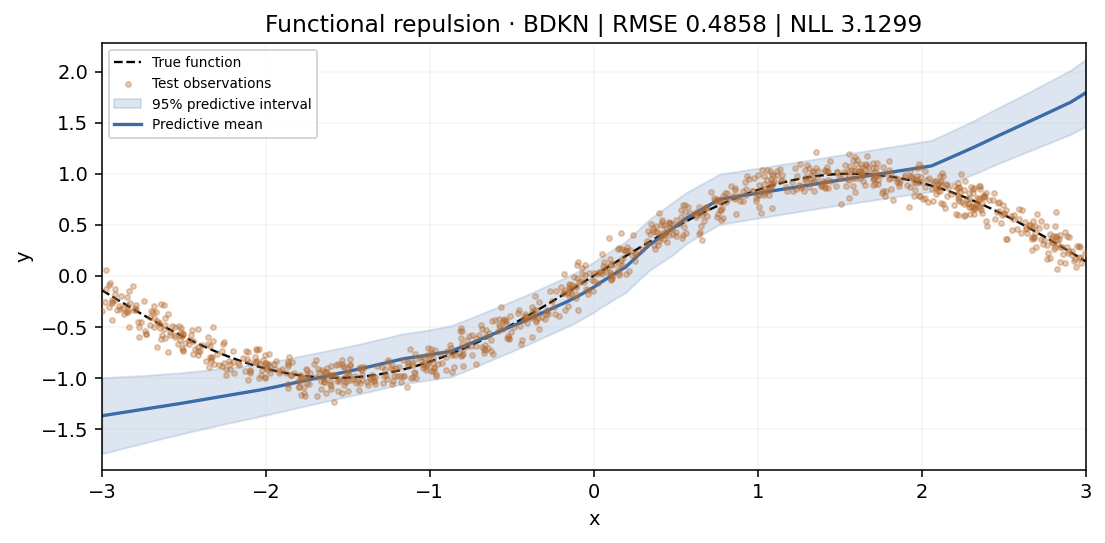 Functional repulsion · BDKN | RMSE 0.4858 | NLL 3.1299
True function
Test observations
95% predictive interval
Predictive mean
2.0
1.5
1.0
0.5
0.0
−0.5
−1.0
−1.5
y
−3
−2
−1
0
1
2
3
x